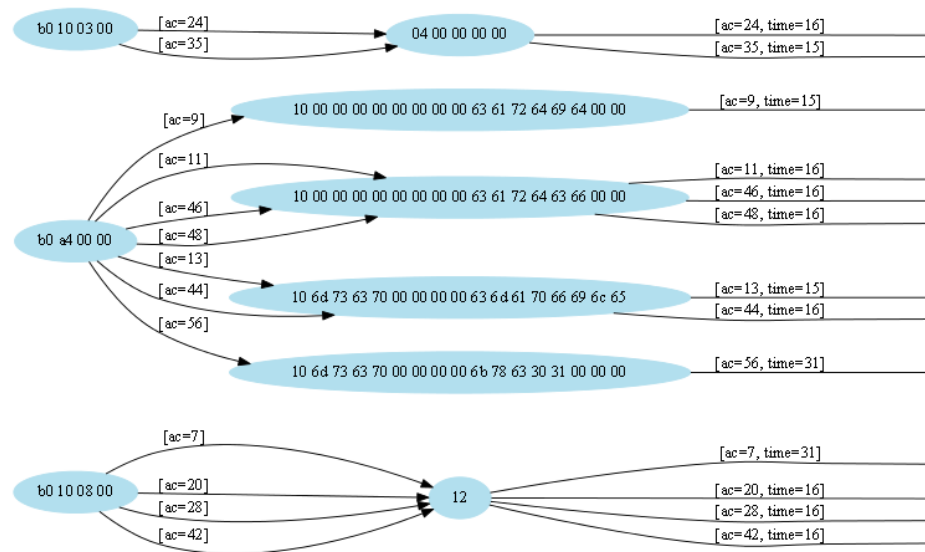 b0 10 03 00
[ac=24]
[ac=35]
04 00 00 00 00
[ac=24, time=16]
[ac=35, time=15]
b0 a4 00 00
[ac=9]
[ac=11]
[ac=46]
[ac=48]
[ac=13]
[ac=44]
[ac=56]
10 00 00 00 00 00 00 00 00 63 61 72 64 69 64 00 00
10 00 00 00 00 00 00 00 00 63 61 72 64 63 66 00 00
10 6d 73 63 70 00 00 00 00 63 6d 61 70 66 69 6c 65
10 6d 73 63 70 00 00 00 00 6b 78 63 30 31 00 00 00
[ac=9, time=15]
[ac=11, time=16]
[ac=46, time=16]
[ac=48, time=16]
[ac=13, time=15]
[ac=44, time=16]
[ac=56, time=31]
b0 10 08 00
[ac=7]
[ac=20]
[ac=28]
[ac=42]
12
[ac=7, time=31]
[ac=20, time=16]
[ac=28, time=16]
[ac=42, time=16]